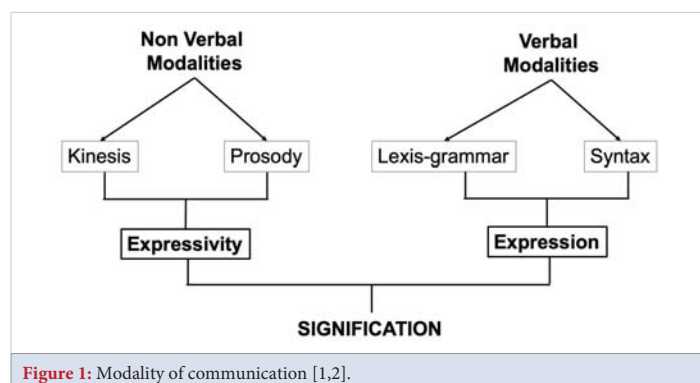 Non Verbal
Modalities
Verbal
Modalities
Kinesis
Prosody
Lexis-grammar
Syntax
Expressivity
Expression
SIGNIFICATION
Figure 1: Modality of communication [1,2].